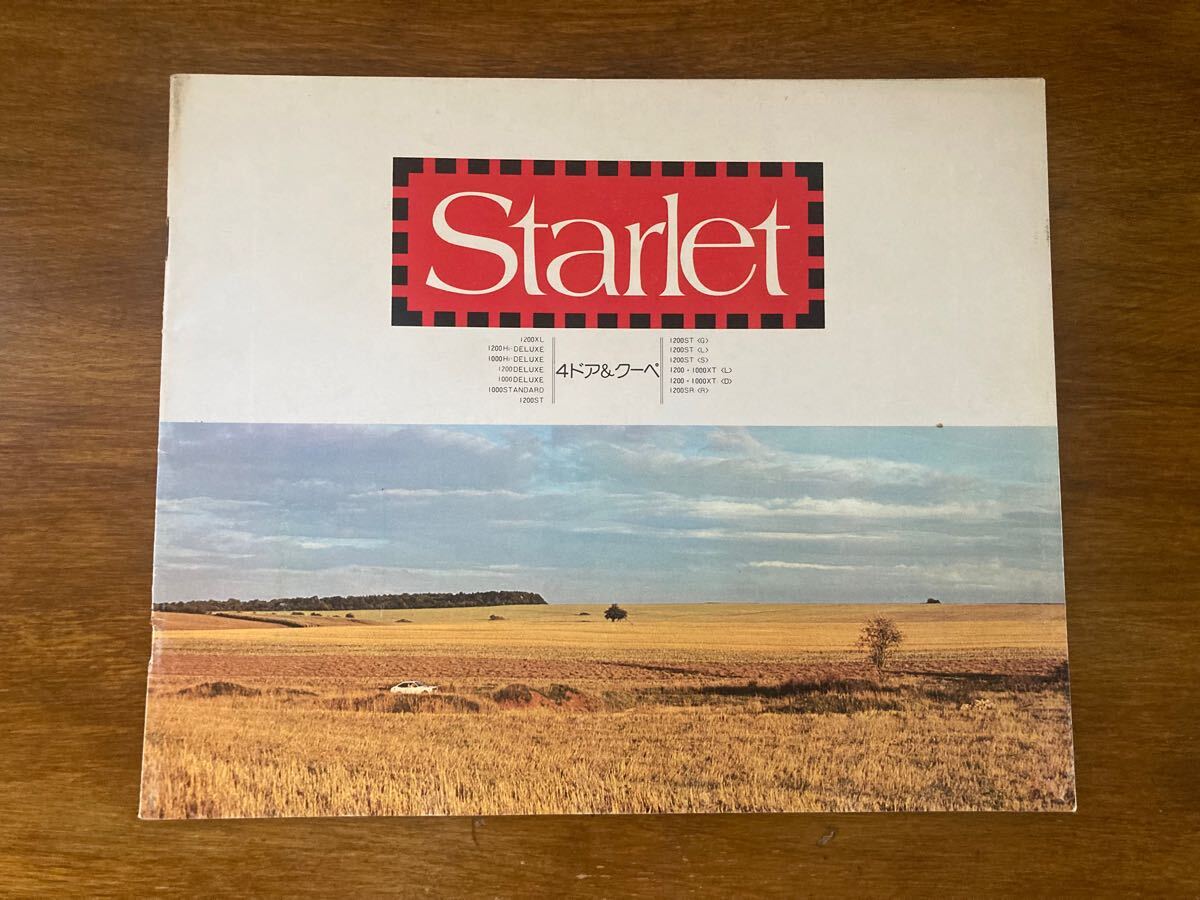 Starlet
1200XL
1200Hi-DELUXE
1000Hi-DELUXE
1200DELUXE
1000DELUXE
1000STANDARD
1200ST
4ドア&クーペ
1200ST〈G〉
1200ST〈L〉
1200ST〈S〉
1200・1000XT〈L〉
1200・1000XT〈D〉
1200SR〈R〉